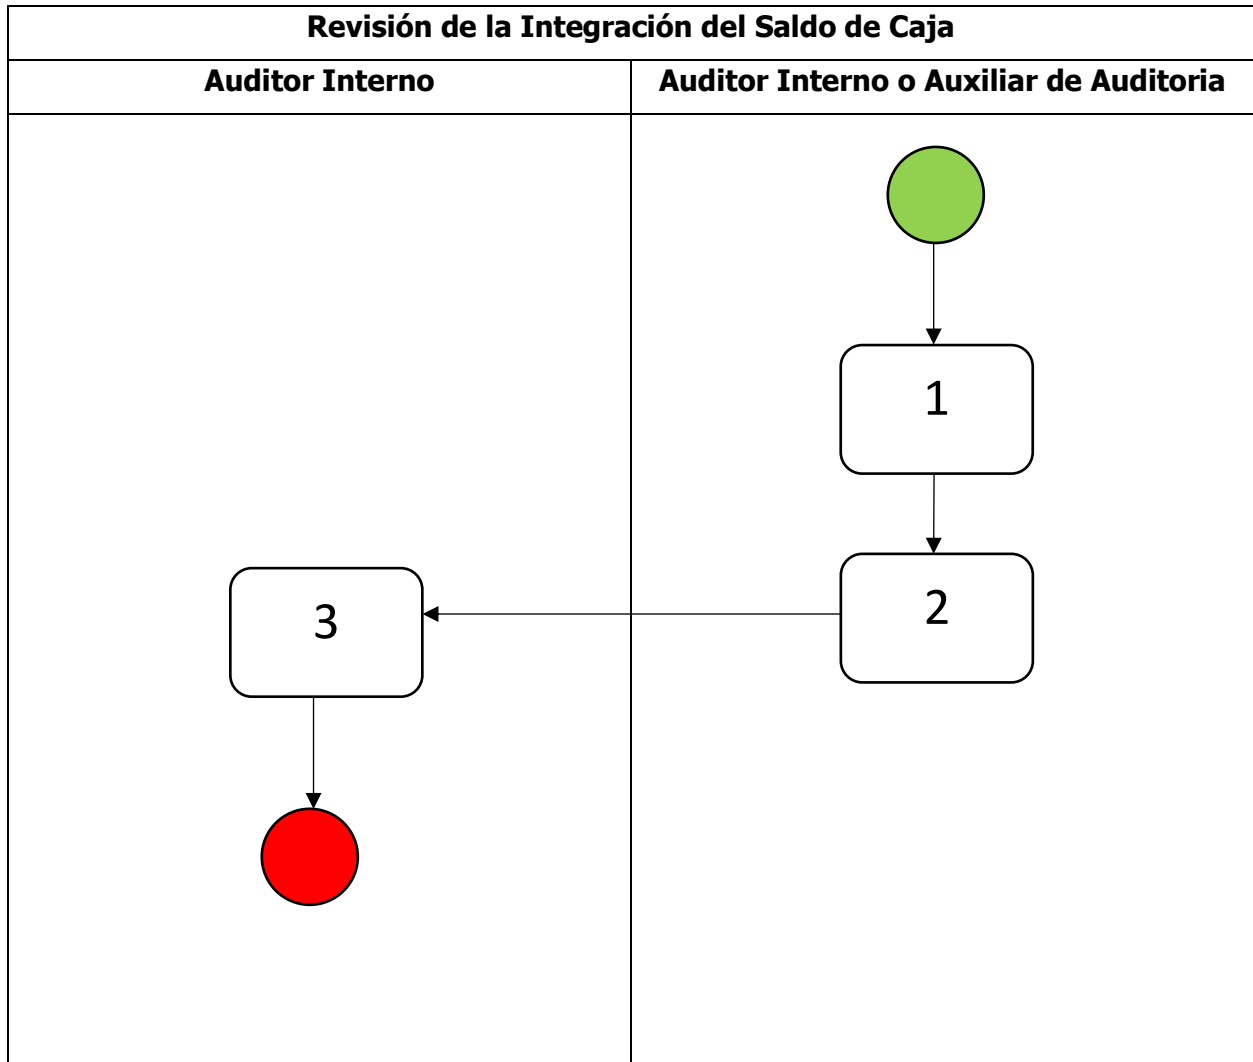 Revisión de la Integración del Saldo de Caja
Auditor Interno
Auditor Interno o Auxiliar de Auditoria
1
2
3